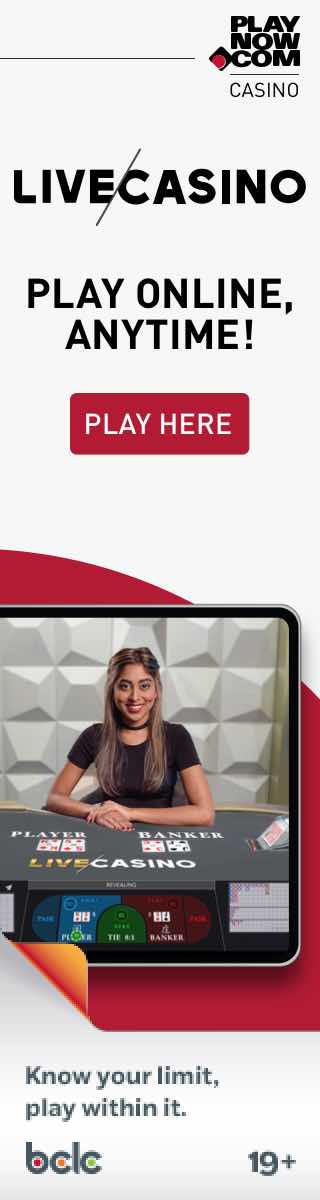 PLAY
NOW
COM
CASINO
LIVE CASINO
PLAY ONLINE,
ANYTIME!
PLAY HERE
PLAYER BANKER
LIVE CASINO
REVEALING
PAIR PAIR
PLAYER TIE 8:1 BANKER
Know your limit,
play within it.
bclc 19+